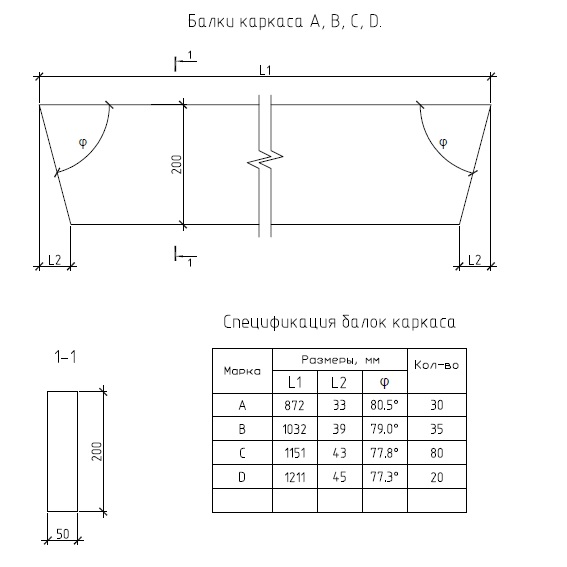 Балки каркаса A, B, C, D.
1
L1
φ
φ
200
L2
L2
1
Спецификация балок каркаса
1-1
200
50
Марка Размеры, мм Кол-во
L1 L2 φ
A 872 33 80.5° 30
B 1032 39 79.0° 35
C 1151 43 77.8° 80
D 1211 45 77.3° 20